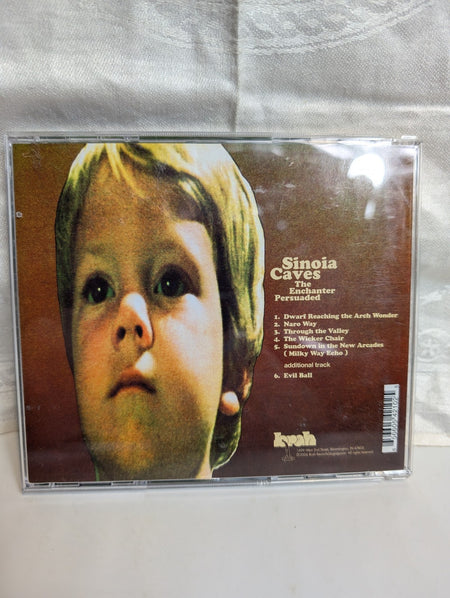 Sinoia
Caves
The
Enchanter
Persuaded
1. Dwarf Reaching the Arch Wonder
2. Naro Way
3. Through the Valley
4. The Wicker Chair
5. Sundown in the New Arcades
( Milky Way Echo )
additional track
6. Evil Ball